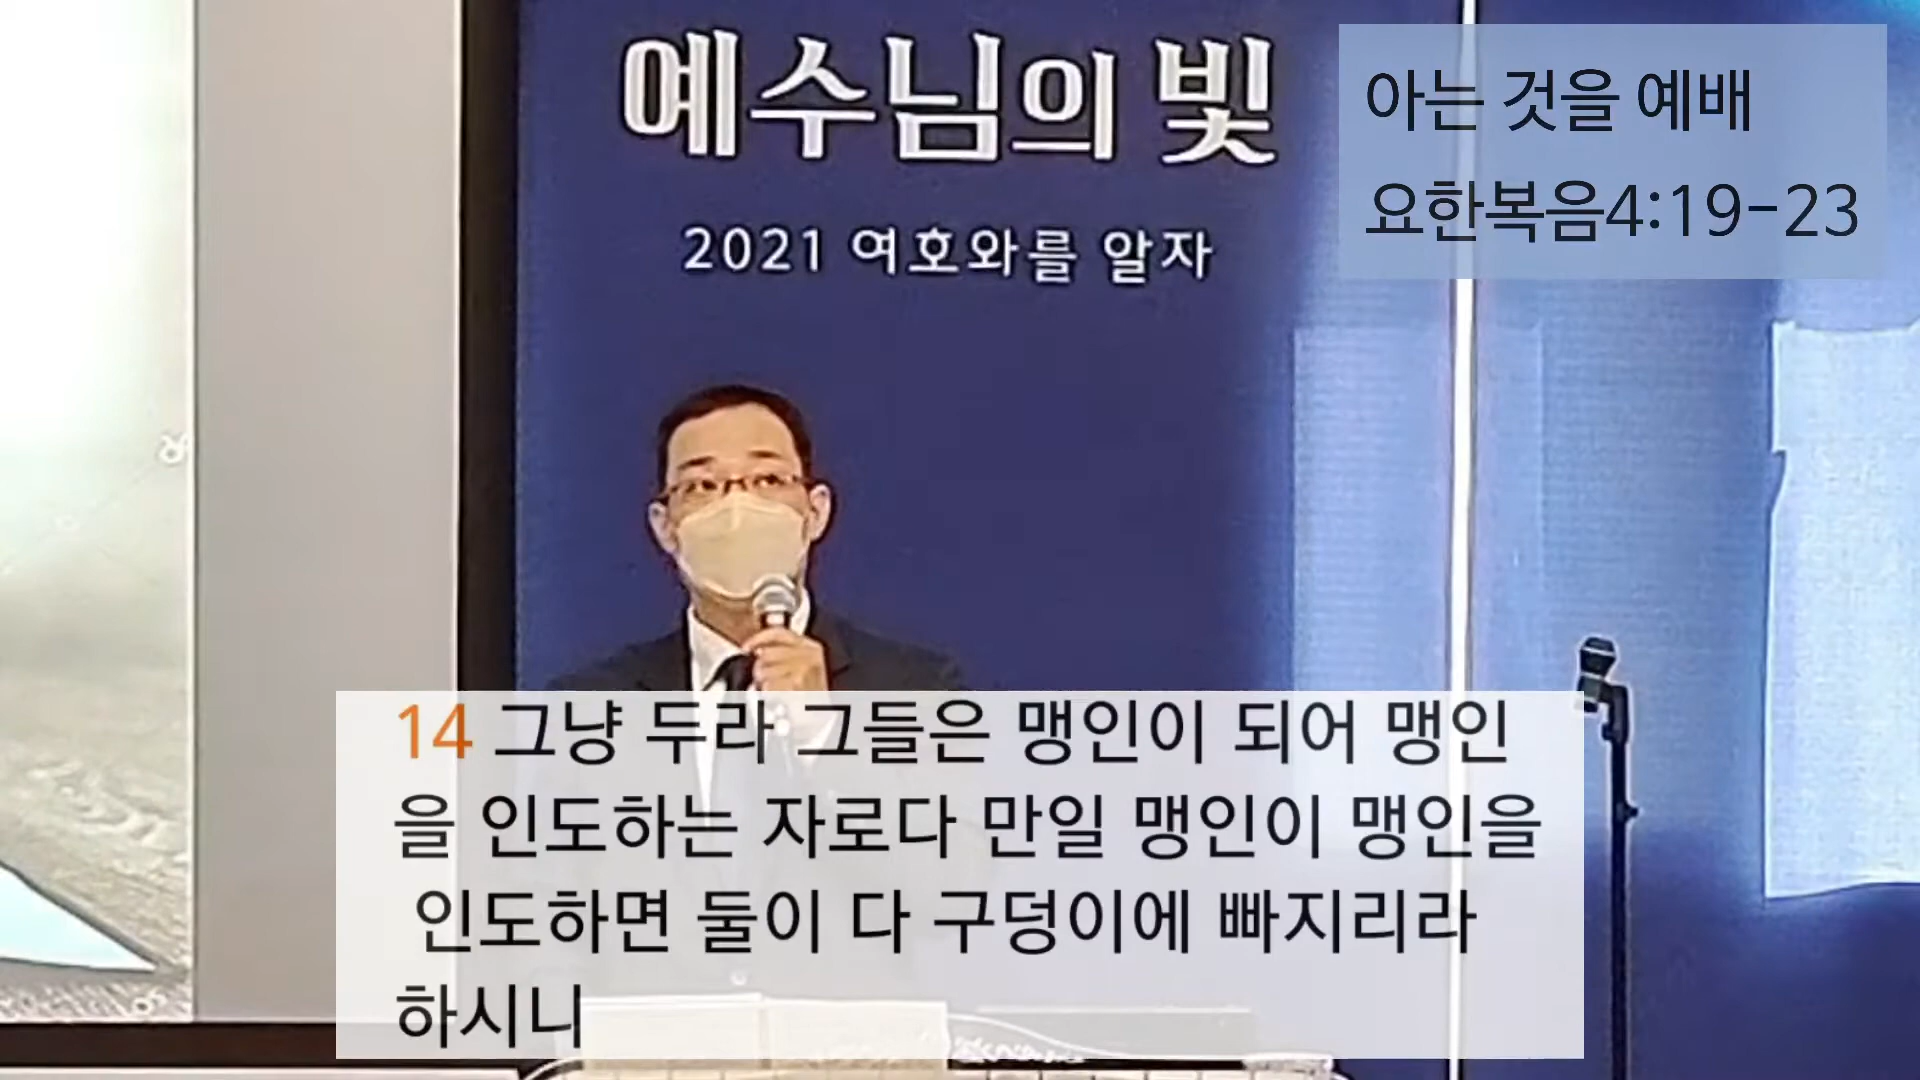 예수님의 빛
2021 여호와를 알자
아는 것을 예배
요한복음4:19-23
14 그냥 두라 그들은 맹인이 되어 맹인
을 인도하는 자로다 만일 맹인이 맹인을
인도하면 둘이 다 구덩이에 빠지리라
하시니